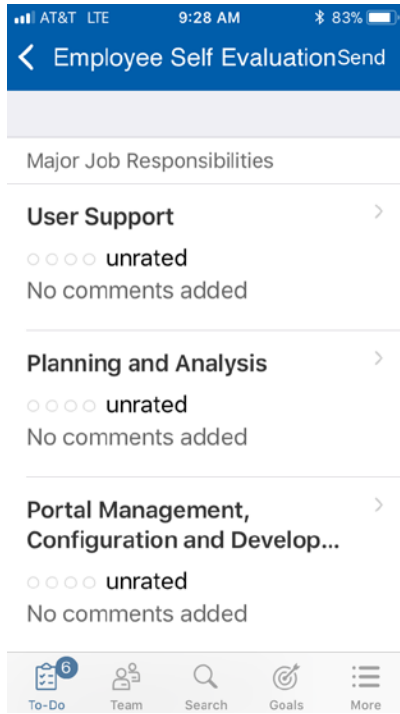 AT&T LTE 9:28 AM 83%
Employee Self Evaluation Send
Major Job Responsibilities
User Support
unrated
No comments added
Planning and Analysis
unrated
No comments added
Portal Management,
Configuration and Develop...
unrated
No comments added
6
To-Do Team Search Goals More